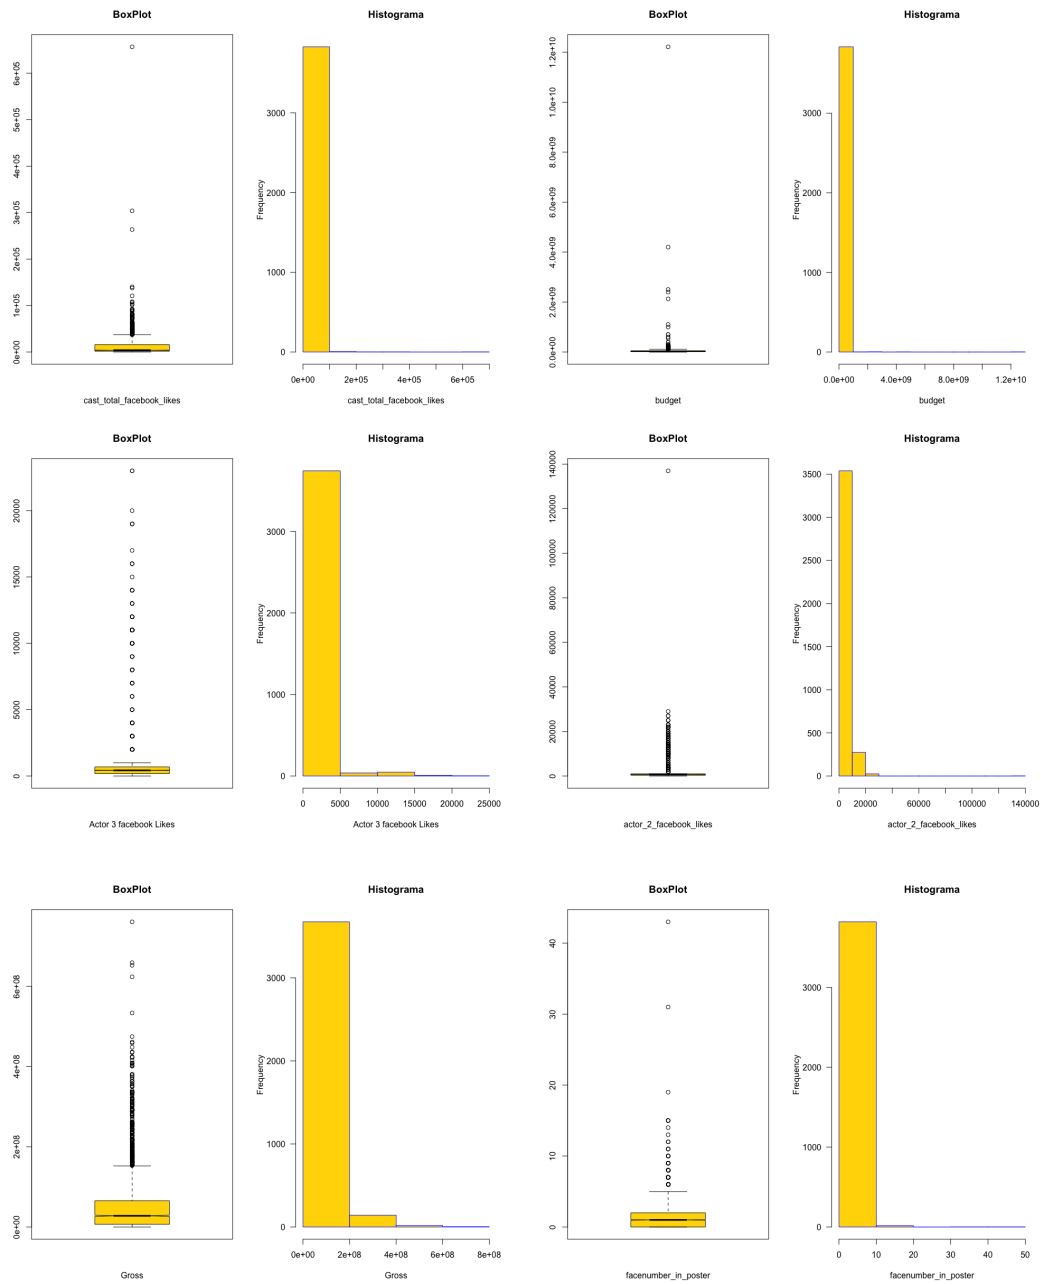 BoxPlot
0e+00 1e+05 2e+05 3e+05 4e+05 5e+05 6e+05
cast_total_facebook_likes
Histograma
Frequency
0 1000 2000 3000
0e+00 2e+05 4e+05 6e+05
cast_total_facebook_likes
BoxPlot
0.0e+00 2.0e+09 4.0e+09 6.0e+09 8.0e+09 1.0e+10 1.2e+10
budget
Histograma
Frequency
0 1000 2000 3000
0.0e+00 4.0e+09 8.0e+09 1.2e+10
budget
BoxPlot
0 5000 10000 15000 20000
Actor 3 facebook Likes
Histograma
Frequency
0 1000 2000 3000
0 5000 10000 15000 20000 25000
Actor 3 facebook Likes
BoxPlot
0 20000 40000 60000 80000 100000 120000 140000
actor_2_facebook_likes
Histograma
Frequency
0 500 1000 1500 2000 2500 3000 3500
0 20000 60000 100000 140000
actor_2_facebook_likes
BoxPlot
0e+00 2e+08 4e+08 6e+08
Gross
Histograma
Frequency
0 1000 2000 3000
0e+00 2e+08 4e+08 6e+08 8e+08
Gross
BoxPlot
0 10 20 30 40
facenumber_in_poster
Histograma
Frequency
0 1000 2000 3000
0 10 20 30 40 50
facenumber_in_poster